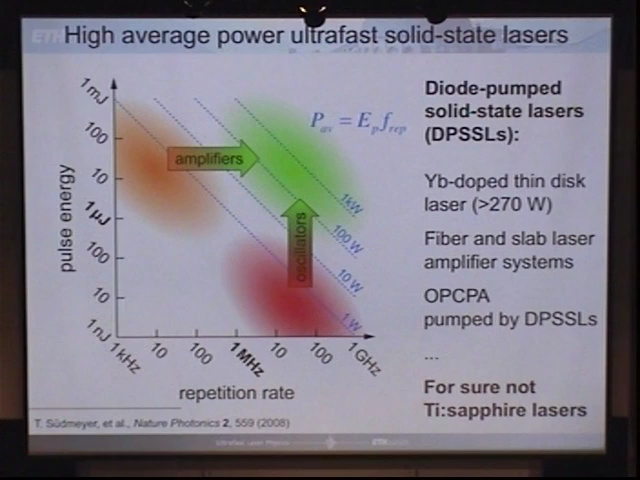 ETH High average power ultrafast solid-state lasers
1 mJ
100
10
1 µJ
100
10
1 nJ
pulse energy
amplifiers
oscillators
P_av = E_p f_rep
1kW
100 W
10 W
1 W
1 kHz
10
100
1 MHz
10
100
1 GHz
repetition rate
Diode-pumped
solid-state lasers
(DPSSLs):
Yb-doped thin disk
laser (>270 W)
Fiber and slab laser
amplifier systems
OPCPA
pumped by DPSSLs
...
For sure not
Ti:sapphire lasers
T. Südmeyer, et al., Nature Photonics 2, 559 (2008)
Ultrafast Laser Physics